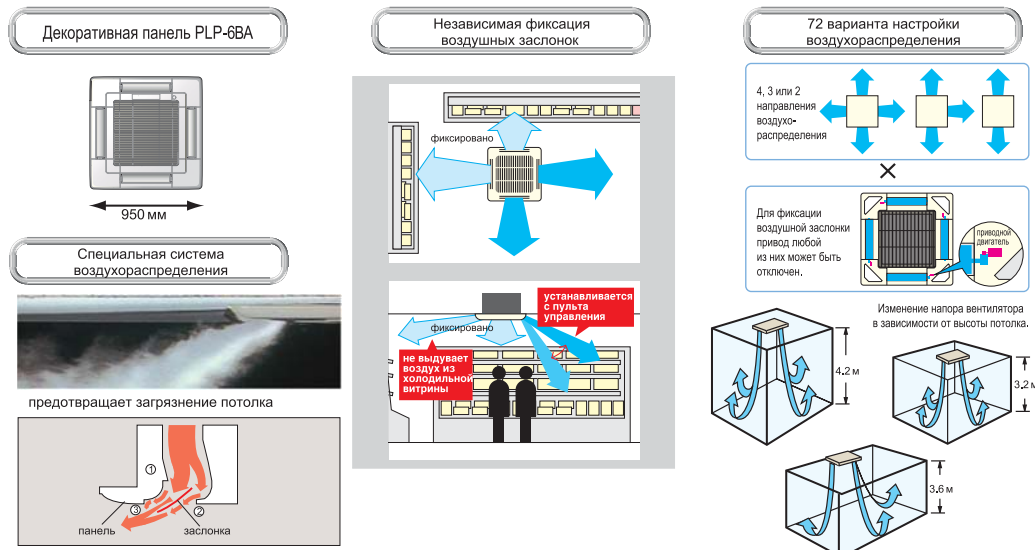 Декоративная панель PLP-6BA
950 мм
Специальная система
воздухораспределения
предотвращает загрязнение потолка
①
③
②
панель
заслонка
Независимая фиксация
воздушных заслонок
фиксировано
устанавливается
с пульта
управления
фиксировано
не выдувает
воздух из
холодильной
витрины
72 варианта настройки
воздухораспределения
4, 3 или 2
направления
воздухо-
распределения
×
Для фиксации
воздушной заслонки
привод любой
из них может быть
отключен.
приводной
двигатель
Изменение напора вентилятора
в зависимости от высоты потолка.
4.2 м
3.2 м
3.6 м